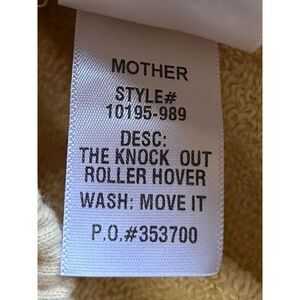 MOTHER
STYLE#
10195-989
DESC:
THE KNOCK OUT
ROLLER HOVER
WASH: MOVE IT
P.O.#353700